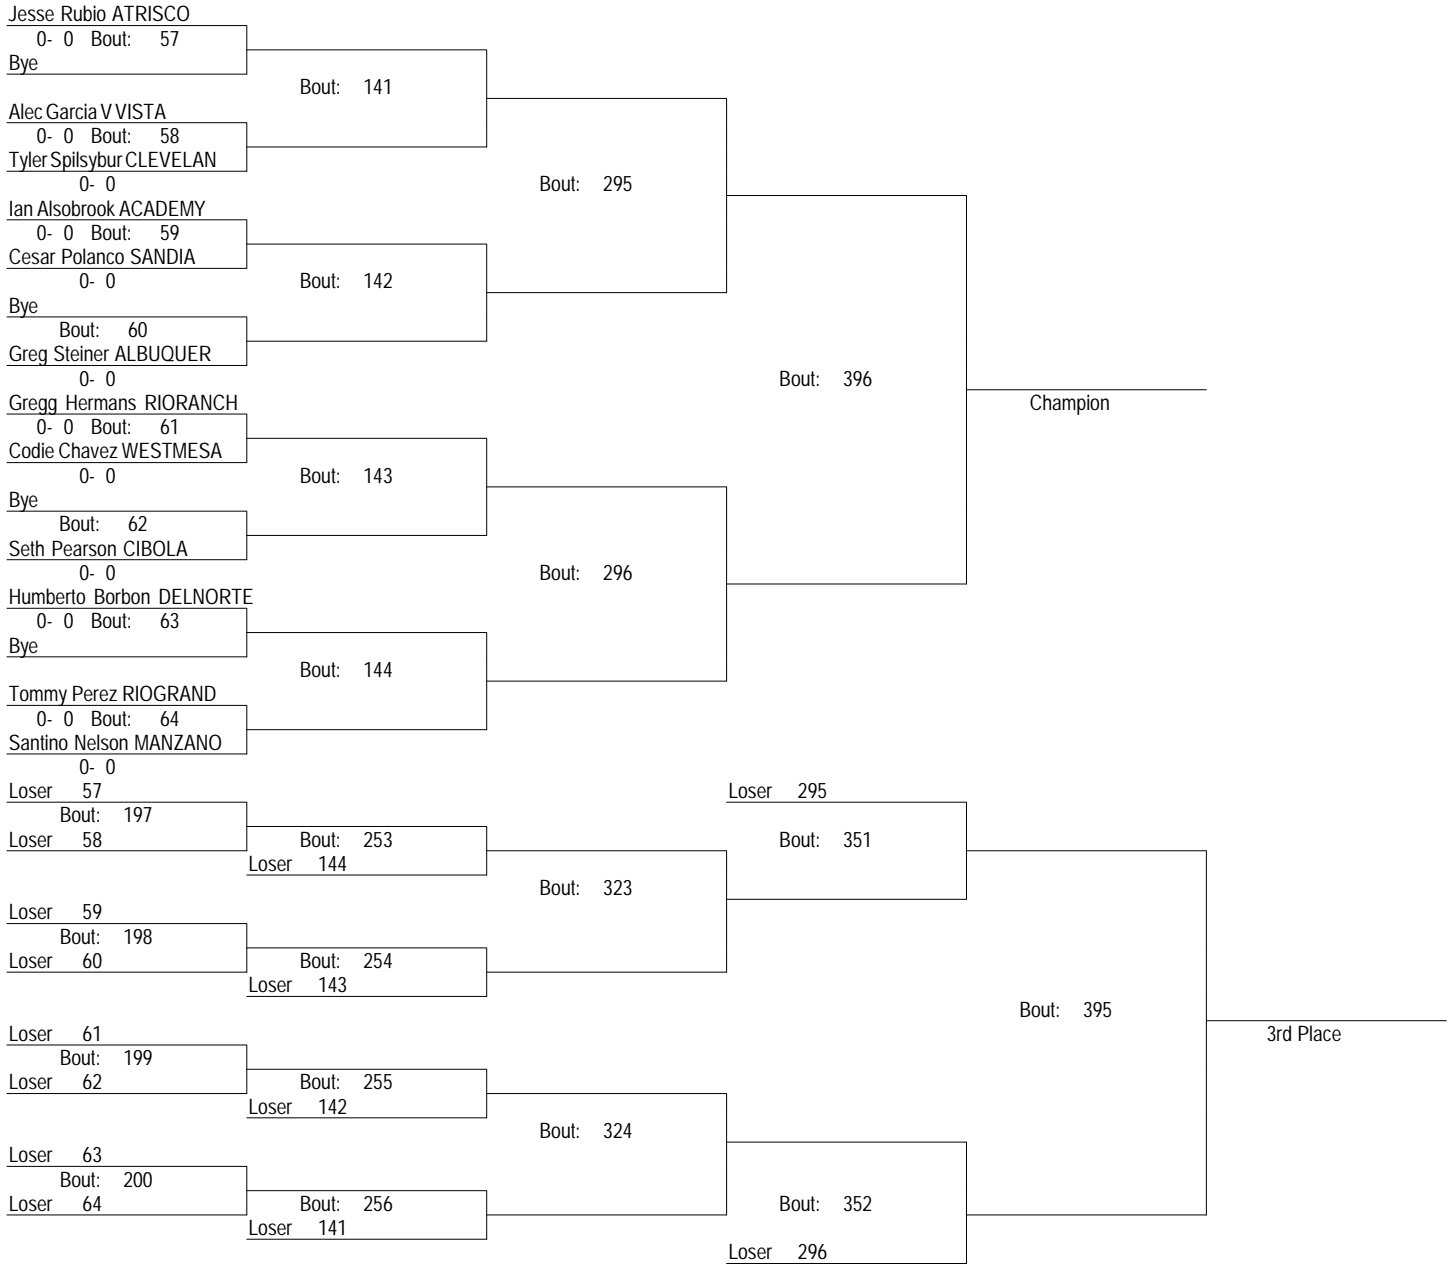 Jesse Rubio ATRISCO
0- 0 Bout: 57
Bye
Bout: 141
Alec Garcia V VISTA
0- 0 Bout: 58
Tyler Spilsybur CLEVELAN
0- 0
Bout: 295
Ian Alsobrook ACADEMY
0- 0 Bout: 59
Cesar Polanco SANDIA
0- 0
Bout: 142
Bye
Bout: 60
Greg Steiner ALBUQUER
0- 0
Bout: 396
Champion
Gregg Hermans RIORANCH
0- 0 Bout: 61
Codie Chavez WESTMESA
0- 0
Bout: 143
Bye
Bout: 62
Seth Pearson CIBOLA
0- 0
Bout: 296
Humberto Borbon DELNORTE
0- 0 Bout: 63
Bye
Bout: 144
Tommy Perez RIOGRAND
0- 0 Bout: 64
Santino Nelson MANZANO
0- 0
Loser 57
Loser 295
Bout: 197
Loser 58
Bout: 253
Bout: 351
Loser 144
Bout: 323
Loser 59
Bout: 198
Loser 60
Bout: 254
Loser 143
Bout: 395
Loser 61
3rd Place
Bout: 199
Loser 62
Bout: 255
Loser 142
Bout: 324
Loser 63
Bout: 200
Loser 64
Bout: 256
Bout: 352
Loser 141
Loser 296